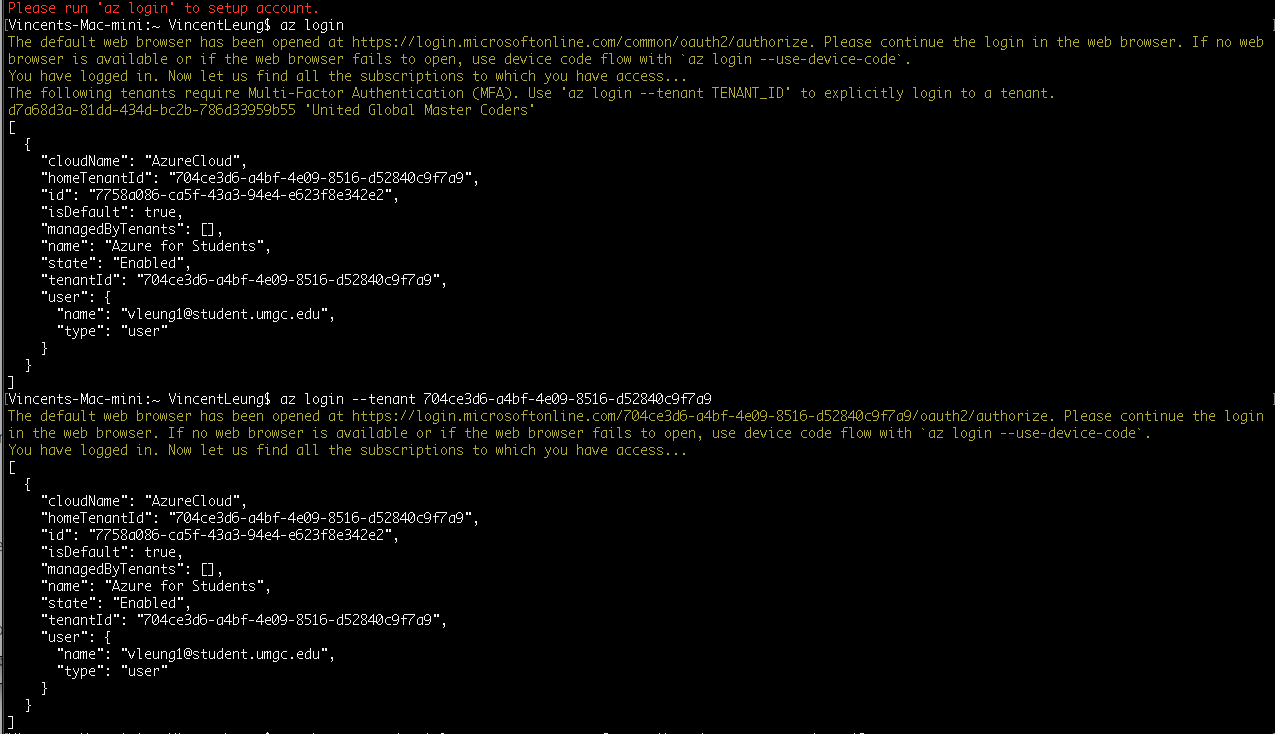 Please run 'az login' to setup account.
[Vincents-Mac-mini:~ VincentLeung$ az login
The default web browser has been opened at https://login.microsoftonline.com/common/oauth2/authorize. Please continue the login in the web browser. If no web
browser is available or if the web browser fails to open, use device code flow with `az login --use-device-code`.
You have logged in. Now let us find all the subscriptions to which you have access...
The following tenants require Multi-Factor Authentication (MFA). Use 'az login --tenant TENANT_ID' to explicitly login to a tenant.
d7a68d3a-81dd-434d-bc2b-786d33959b55 'United Global Master Coders'
[
  {
    "cloudName": "AzureCloud",
    "homeTenantId": "704ce3d6-a4bf-4e09-8516-d52840c9f7a9",
    "id": "7758a086-ca5f-43a3-94e4-e623f8e342e2",
    "isDefault": true,
    "managedByTenants": [],
    "name": "Azure for Students",
    "state": "Enabled",
    "tenantId": "704ce3d6-a4bf-4e09-8516-d52840c9f7a9",
    "user": {
      "name": "vleung1@student.umgc.edu",
      "type": "user"
    }
  }
]
[Vincents-Mac-mini:~ VincentLeung$ az login --tenant 704ce3d6-a4bf-4e09-8516-d52840c9f7a9
The default web browser has been opened at https://login.microsoftonline.com/704ce3d6-a4bf-4e09-8516-d52840c9f7a9/oauth2/authorize. Please continue the login
in the web browser. If no web browser is available or if the web browser fails to open, use device code flow with `az login --use-device-code`.
You have logged in. Now let us find all the subscriptions to which you have access...
[
  {
    "cloudName": "AzureCloud",
    "homeTenantId": "704ce3d6-a4bf-4e09-8516-d52840c9f7a9",
    "id": "7758a086-ca5f-43a3-94e4-e623f8e342e2",
    "isDefault": true,
    "managedByTenants": [],
    "name": "Azure for Students",
    "state": "Enabled",
    "tenantId": "704ce3d6-a4bf-4e09-8516-d52840c9f7a9",
    "user": {
      "name": "vleung1@student.umgc.edu",
      "type": "user"
    }
  }
]